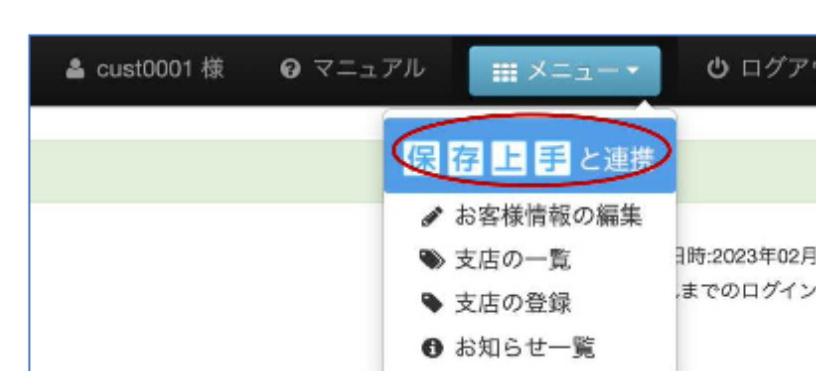 cust0001 様 マニュアル メニュー ログア
保存上手と連携
お客様情報の編集
支店の一覧
時:2023年02月
支店の登録
までのログイン
お知らせ一覧